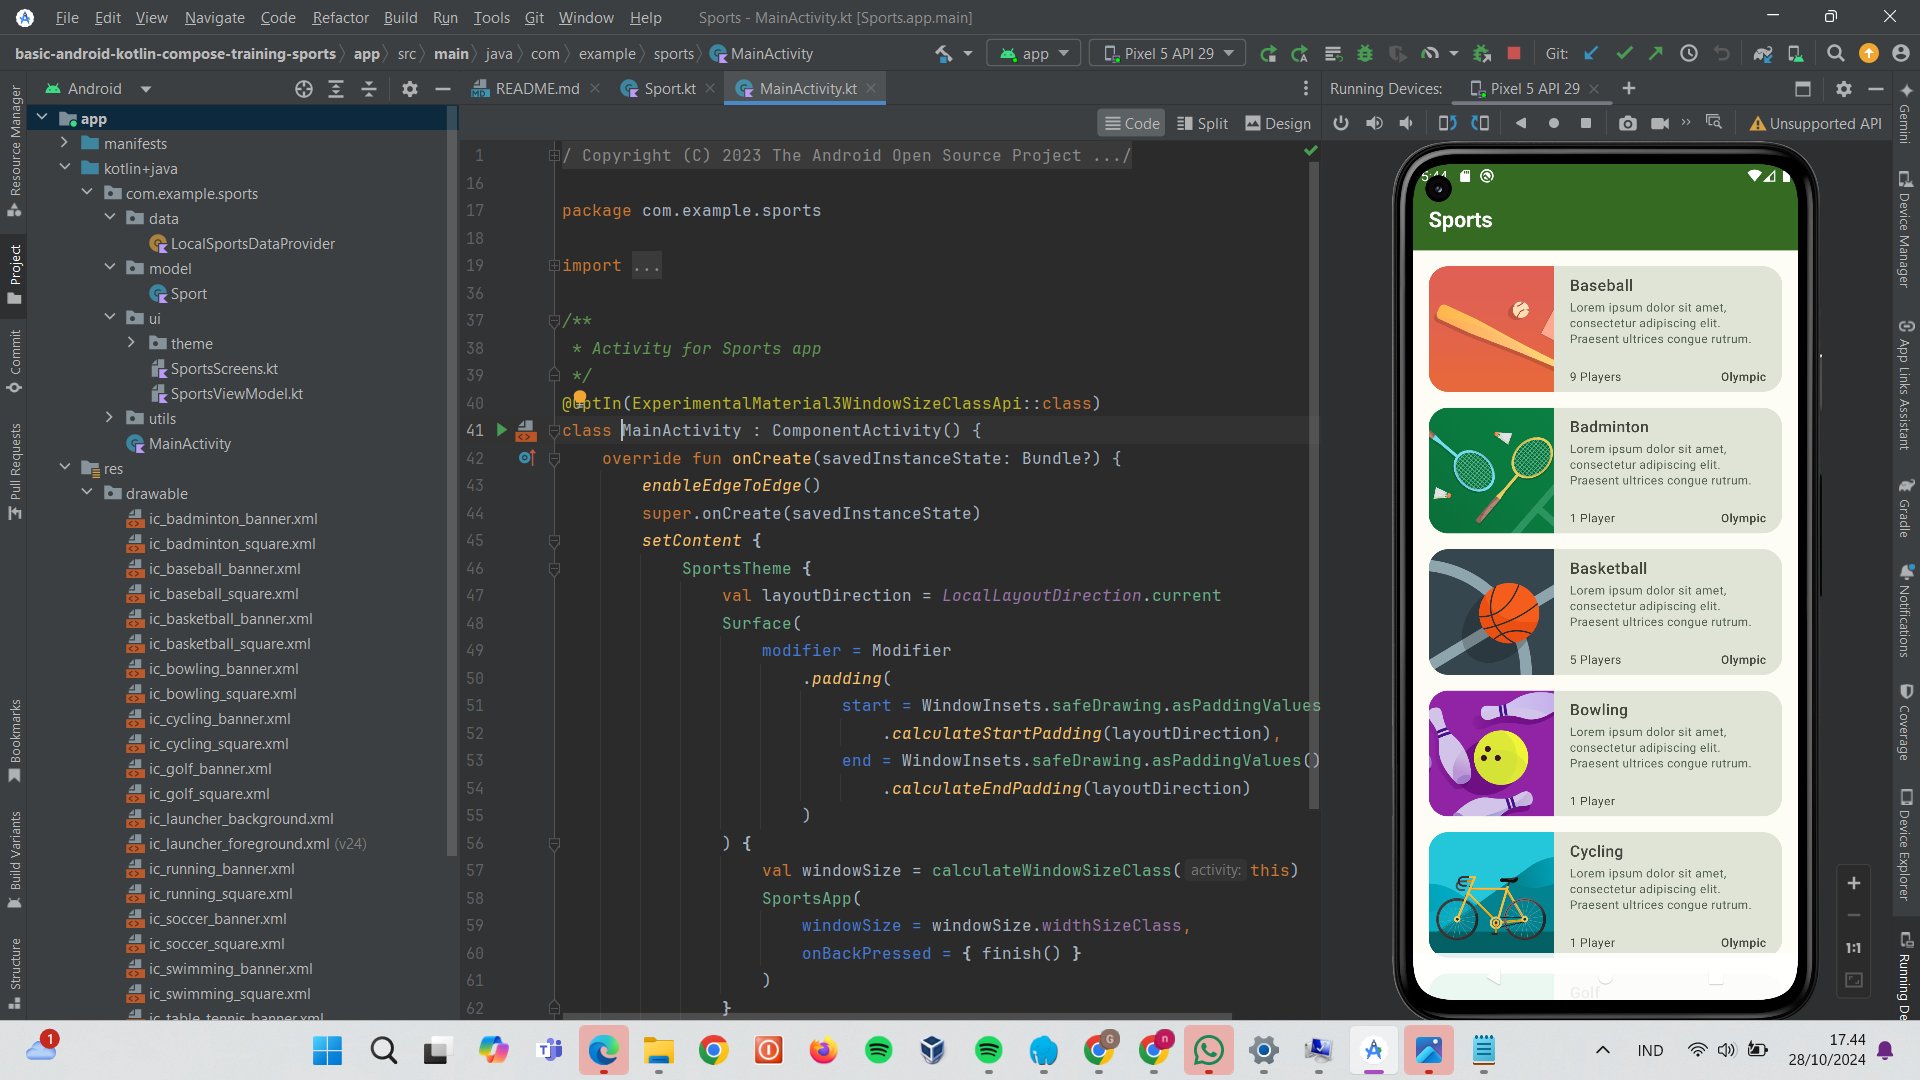 File Edit View Navigate Code Refactor Build Run Tools Git Window Help Sports - MainActivity.kt [Sports.app.main]
basic-android-kotlin-compose-training-sports app src main java com example sports MainActivity app Pixel 5 API 29 Git:
Android README.md Sport.kt MainActivity.kt Running Devices: Pixel 5 API 29
Code Split Design Unsupported API
Resource Manager
Project
Commit
Pull Requests
Bookmarks
Build Variants
Structure
app
manifests
kotlin+java
com.example.sports
data
LocalSportsDataProvider
model
Sport
ui
theme
SportsScreens.kt
SportsViewModel.kt
utils
MainActivity
res
drawable
ic_badminton_banner.xml
ic_badminton_square.xml
ic_baseball_banner.xml
ic_baseball_square.xml
ic_basketball_banner.xml
ic_basketball_square.xml
ic_bowling_banner.xml
ic_bowling_square.xml
ic_cycling_banner.xml
ic_cycling_square.xml
ic_golf_banner.xml
ic_golf_square.xml
ic_launcher_background.xml
ic_launcher_foreground.xml (v24)
ic_running_banner.xml
ic_running_square.xml
ic_soccer_banner.xml
ic_soccer_square.xml
ic_swimming_banner.xml
ic_swimming_square.xml
ic_table_tennis_banner.xml
1 / Copyright (C) 2023 The Android Open Source Project .../
16
17 package com.example.sports
18
19 import ...
36
37 /**
38 * Activity for Sports app
39 */
40 @OptIn(ExperimentalMaterial3WindowSizeClassApi::class)
41 class MainActivity : ComponentActivity() {
42 override fun onCreate(savedInstanceState: Bundle?) {
43 enableEdgeToEdge()
44 super.onCreate(savedInstanceState)
45 setContent {
46 SportsTheme {
47 val layoutDirection = LocalLayoutDirection.current
48 Surface(
49 modifier = Modifier
50 .padding(
51 start = WindowInsets.safeDrawing.asPaddingValues
52 .calculateStartPadding(layoutDirection),
53 end = WindowInsets.safeDrawing.asPaddingValues()
54 .calculateEndPadding(layoutDirection)
55 )
56 ) {
57 val windowSize = calculateWindowSizeClass( activity: this)
58 SportsApp(
59 windowSize = windowSize.widthSizeClass,
60 onBackPressed = { finish() }
61 )
62 }
5:44
Sports
Baseball
Lorem ipsum dolor sit amet,
consectetur adipiscing elit.
Praesent ultrices congue rutrum.
9 Players Olympic
Badminton
Lorem ipsum dolor sit amet,
consectetur adipiscing elit.
Praesent ultrices congue rutrum.
1 Player Olympic
Basketball
Lorem ipsum dolor sit amet,
consectetur adipiscing elit.
Praesent ultrices congue rutrum.
5 Players Olympic
Bowling
Lorem ipsum dolor sit amet,
consectetur adipiscing elit.
Praesent ultrices congue rutrum.
1 Player
Cycling
Lorem ipsum dolor sit amet,
consectetur adipiscing elit.
Praesent ultrices congue rutrum.
1 Player Olympic
Golf
1:1
Gemini
Device Manager
App Links Assistant
Gradle
Notifications
Coverage
Device Explorer
Running De
1
IND
17.44
28/10/2024